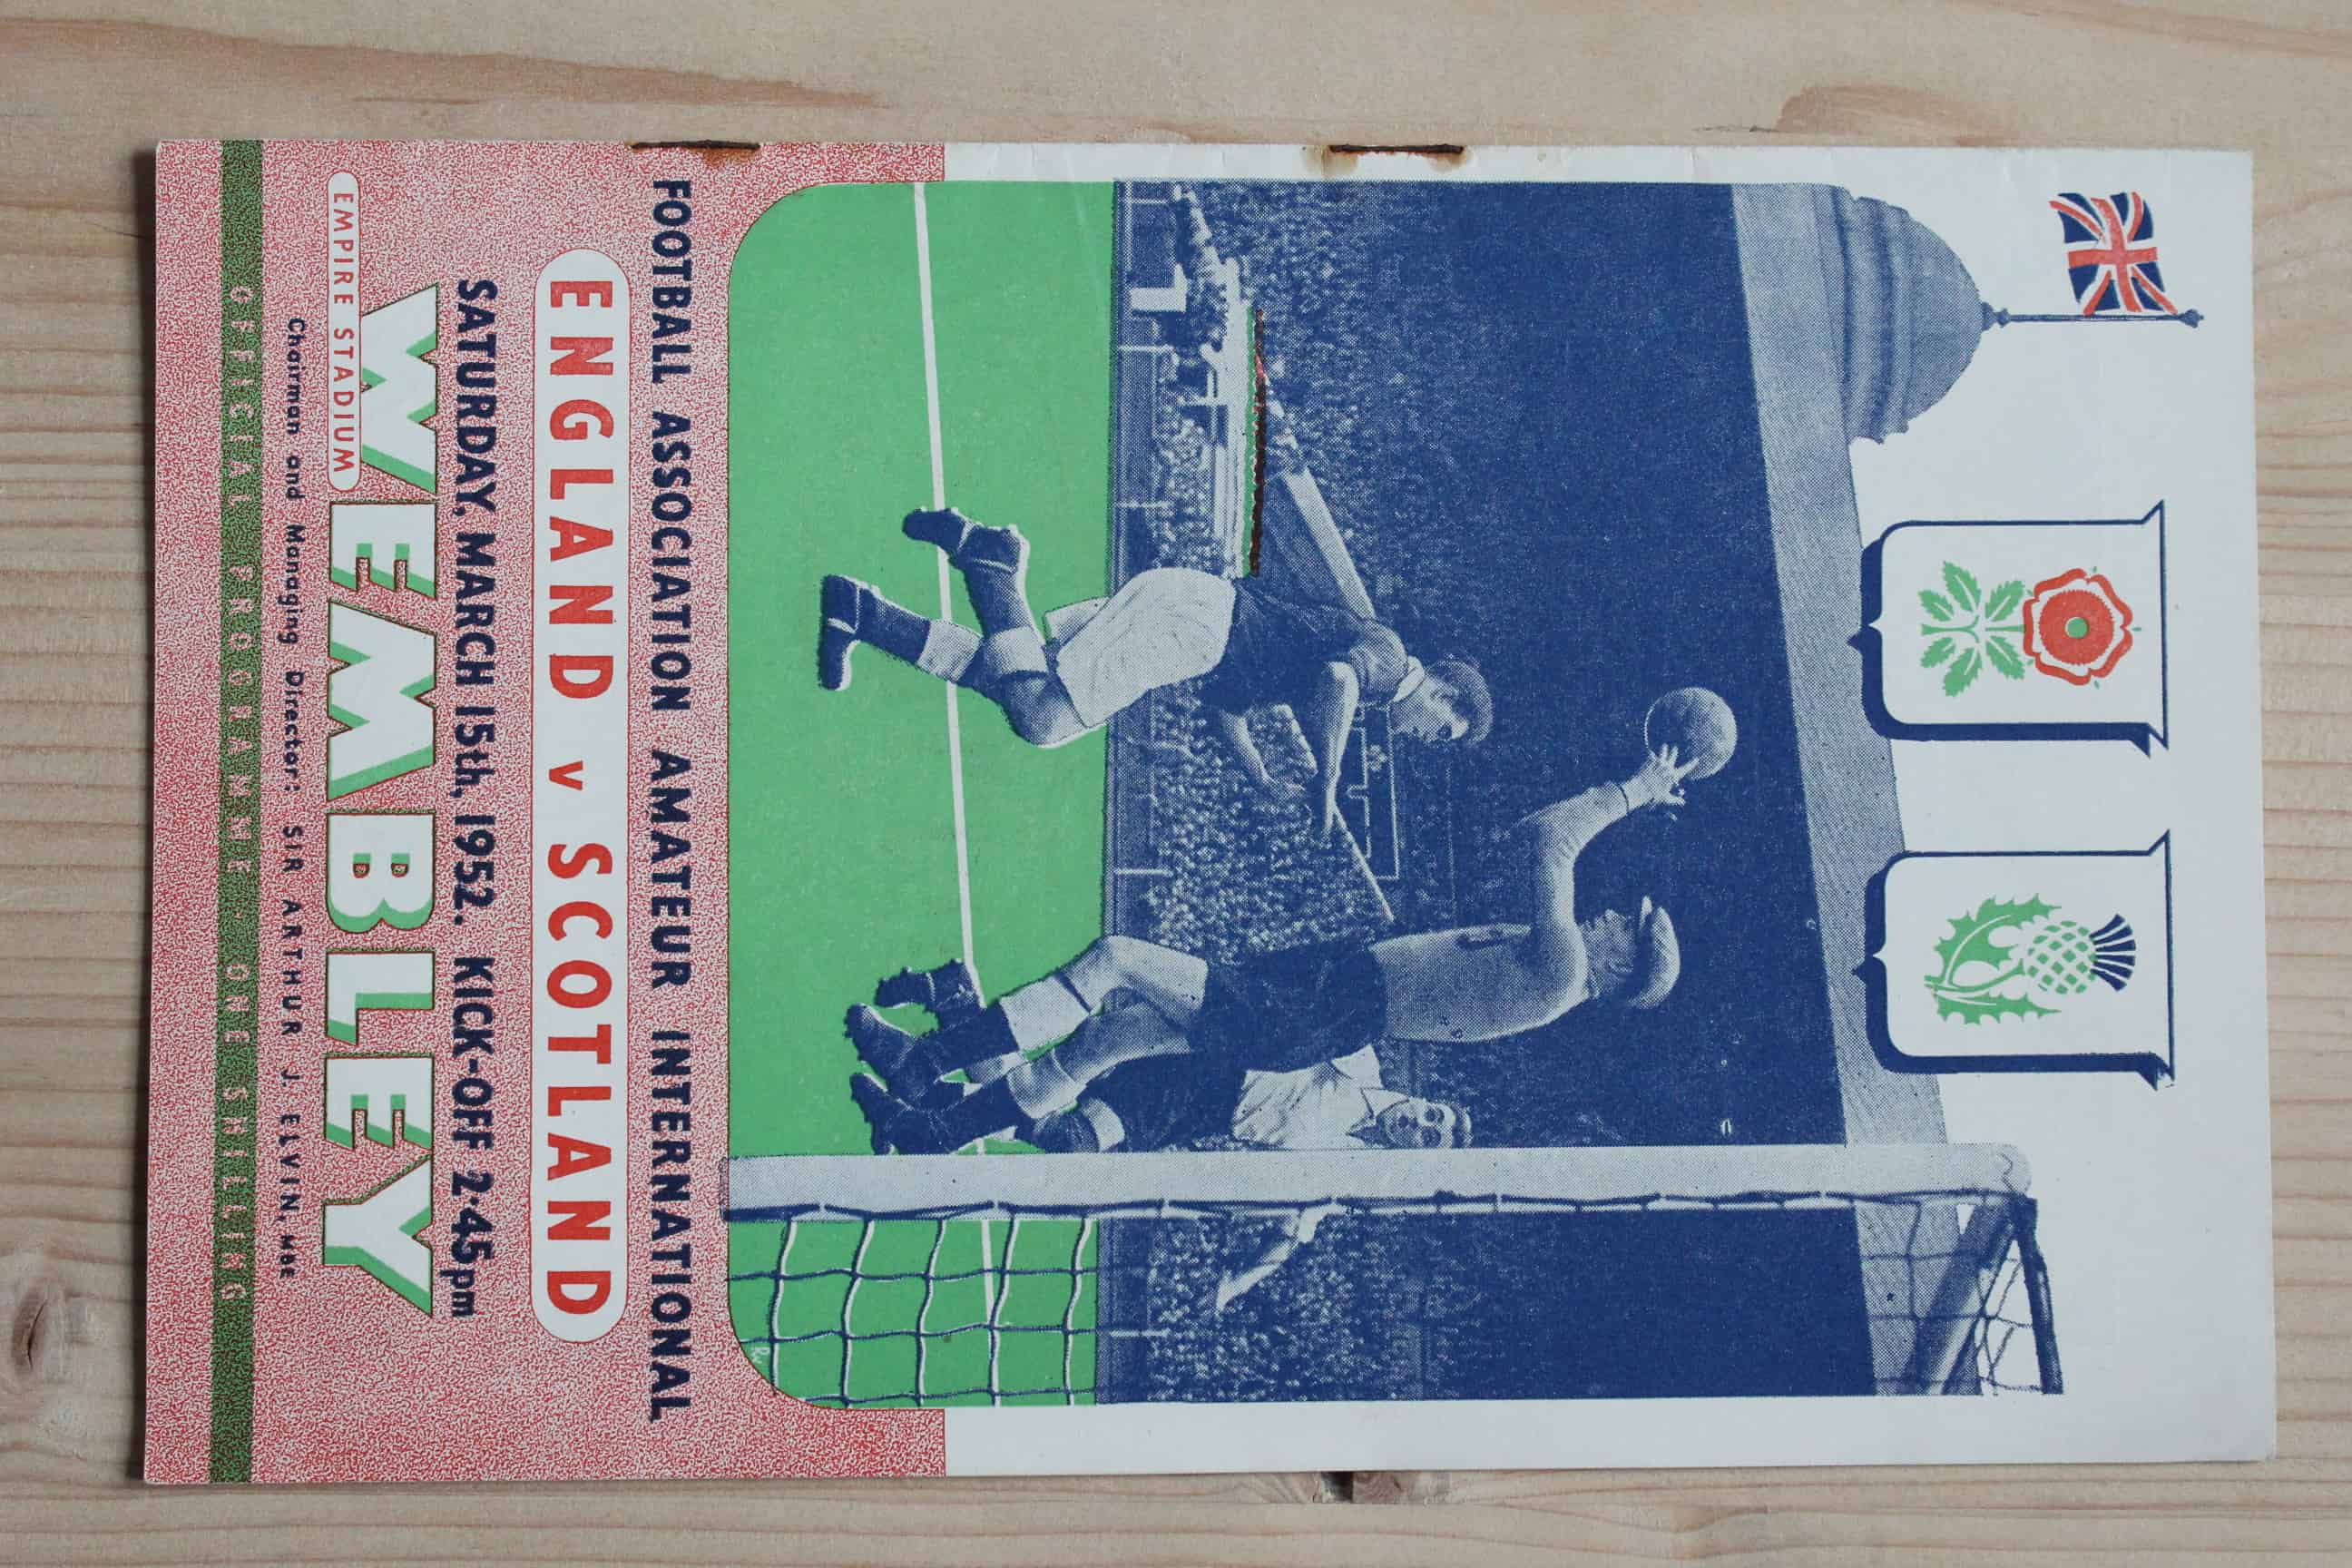 FOOTBALL ASSOCIATION AMATEUR INTERNATIONAL
ENGLAND v SCOTLAND
SATURDAY, MARCH 15th, 1952. KICK-OFF 2·45pm
WEMBLEY
EMPIRE STADIUM
Chairman and Managing Director: SIR ARTHUR J. ELVIN, MBE
OFFICIAL PROGRAMME · ONE SHILLING